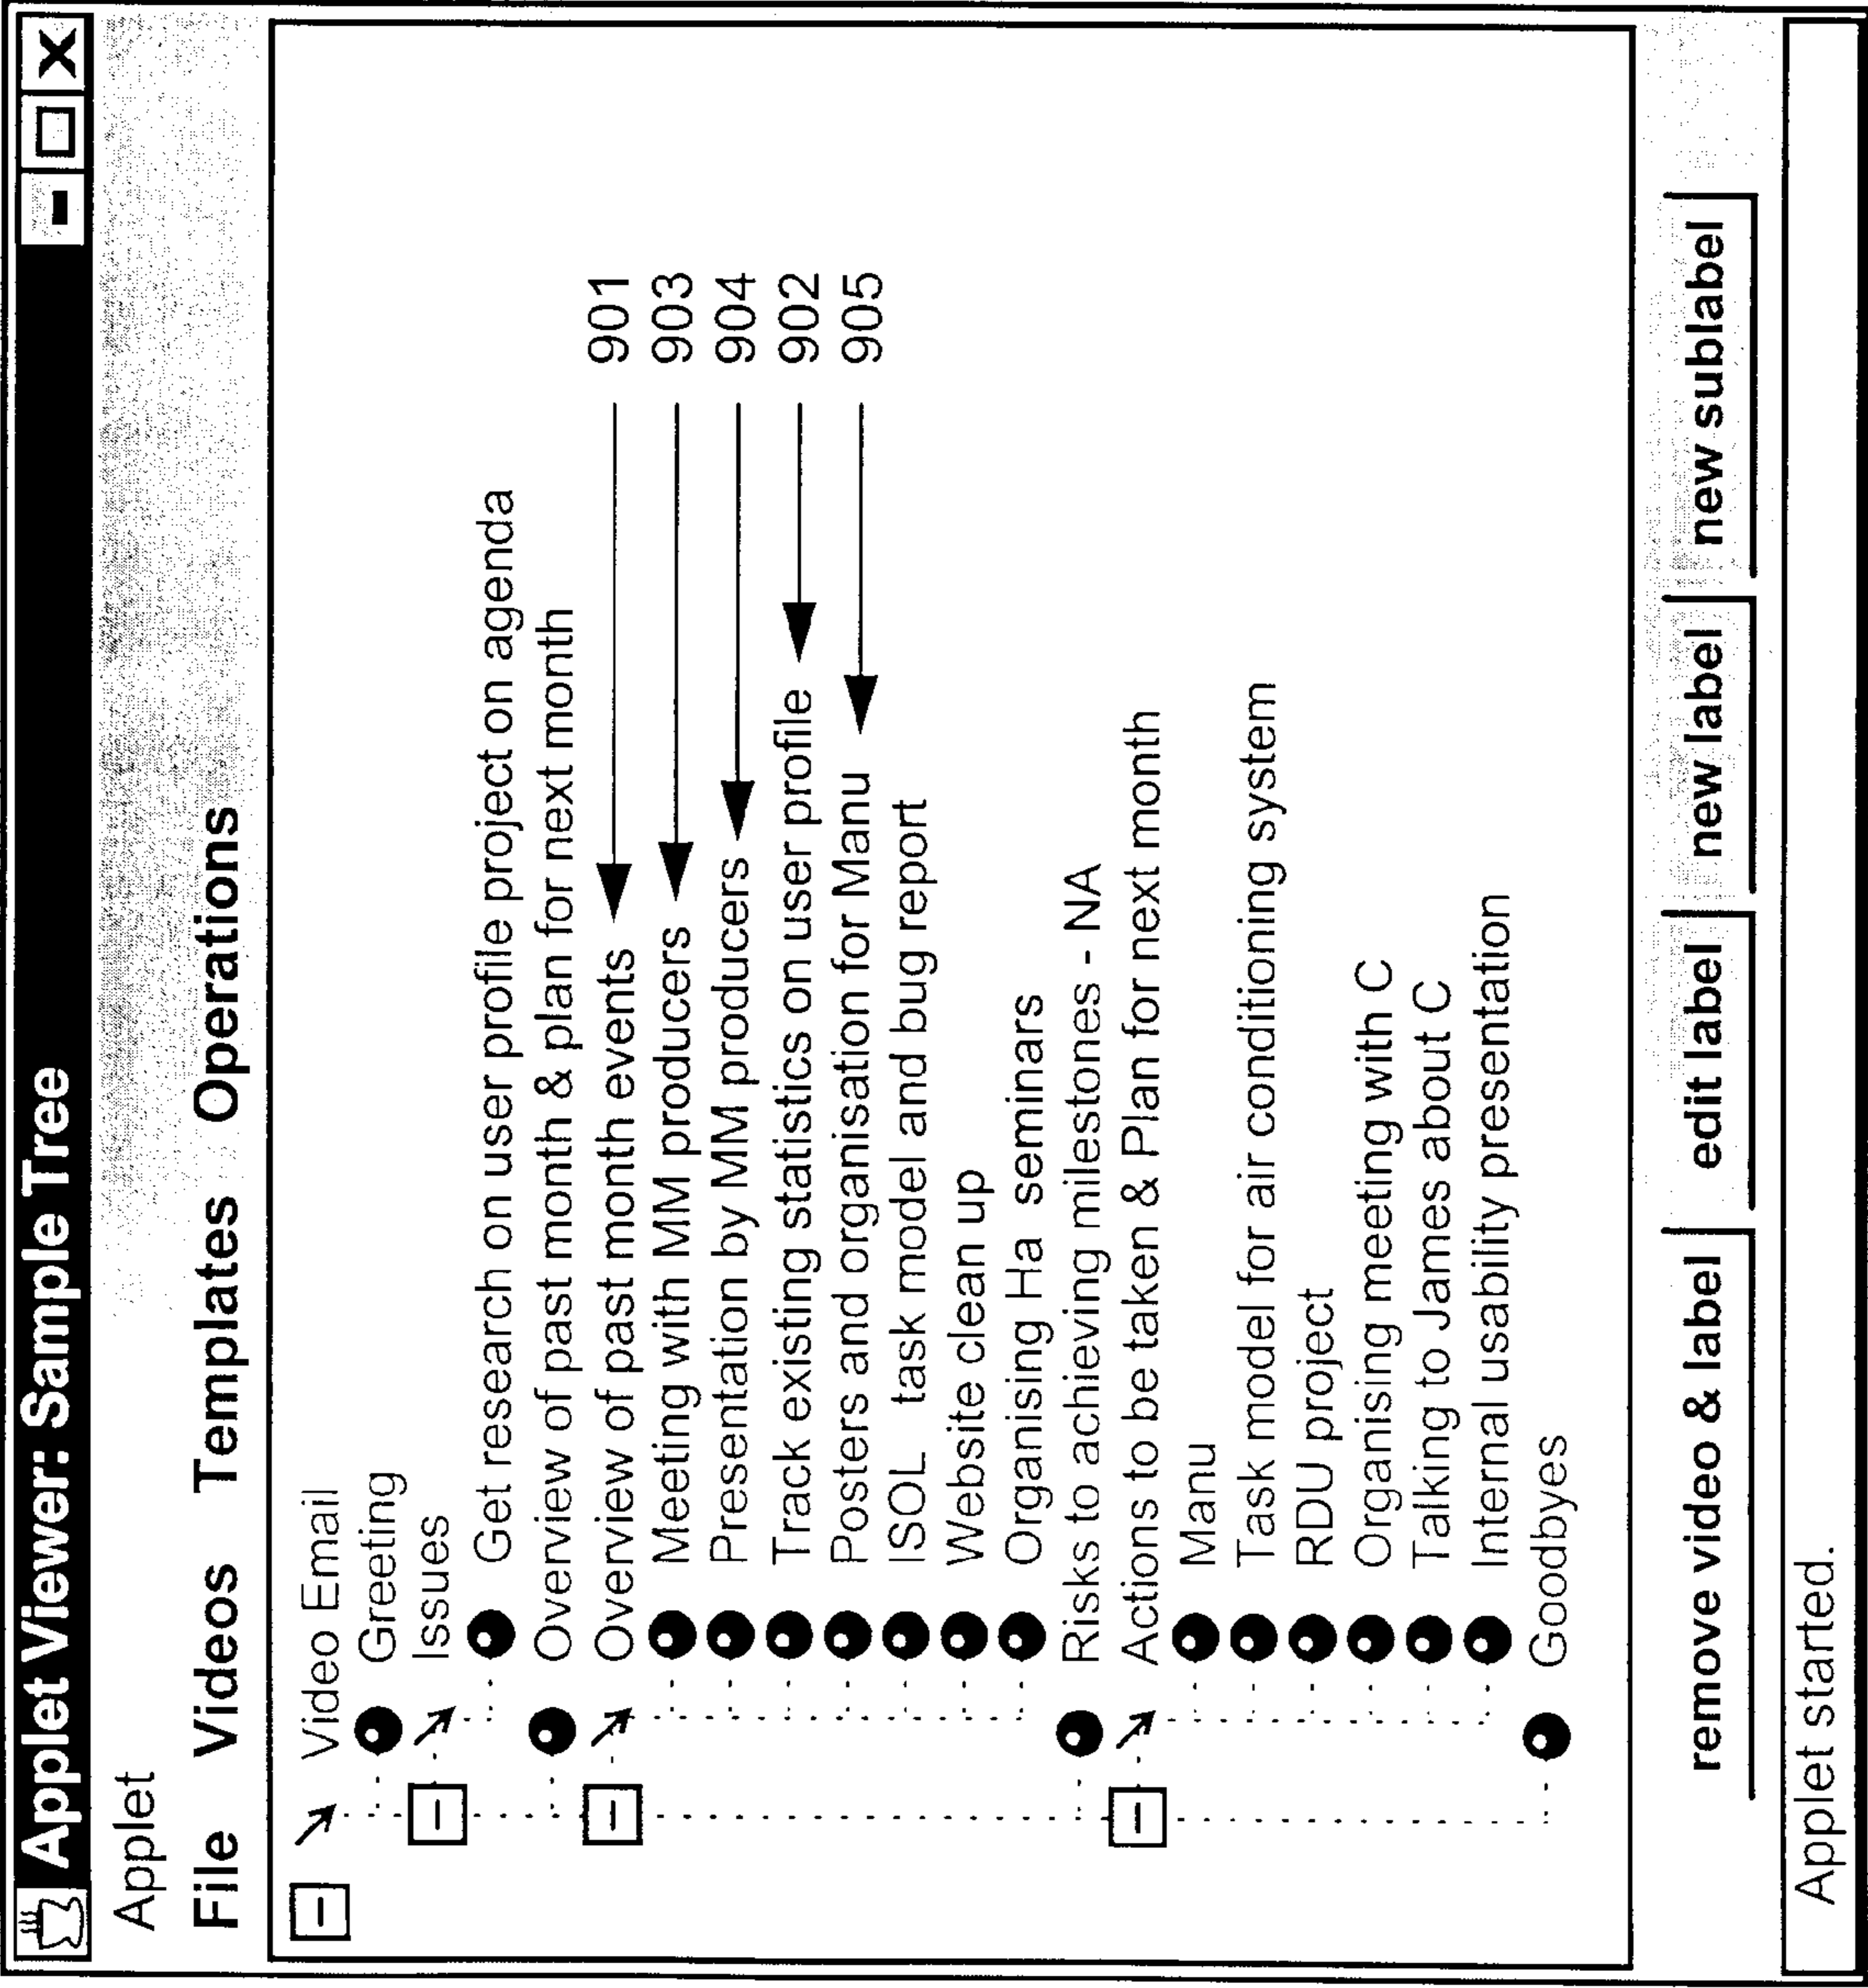 Applet Viewer: Sample Tree
Applet
File Videos Templates Operations
Video Email
Greeting
Issues
Get research on user profile project on agenda
Overview of past month & plan for next month
Overview of past month events 901
Meeting with MM producers 903
Presentation by MM producers 904
Track existing statistics on user profile 902
Posters and organisation for Manu 905
ISOL task model and bug report
Website clean up
Organising Ha seminars
Risks to achieving milestones - NA
Actions to be taken & Plan for next month
Manu
Task model for air conditioning system
RDU project
Organising meeting with C
Talking to James about C
Internal usability presentation
Goodbyes
remove video & label edit label new label new sublabel
Applet started.